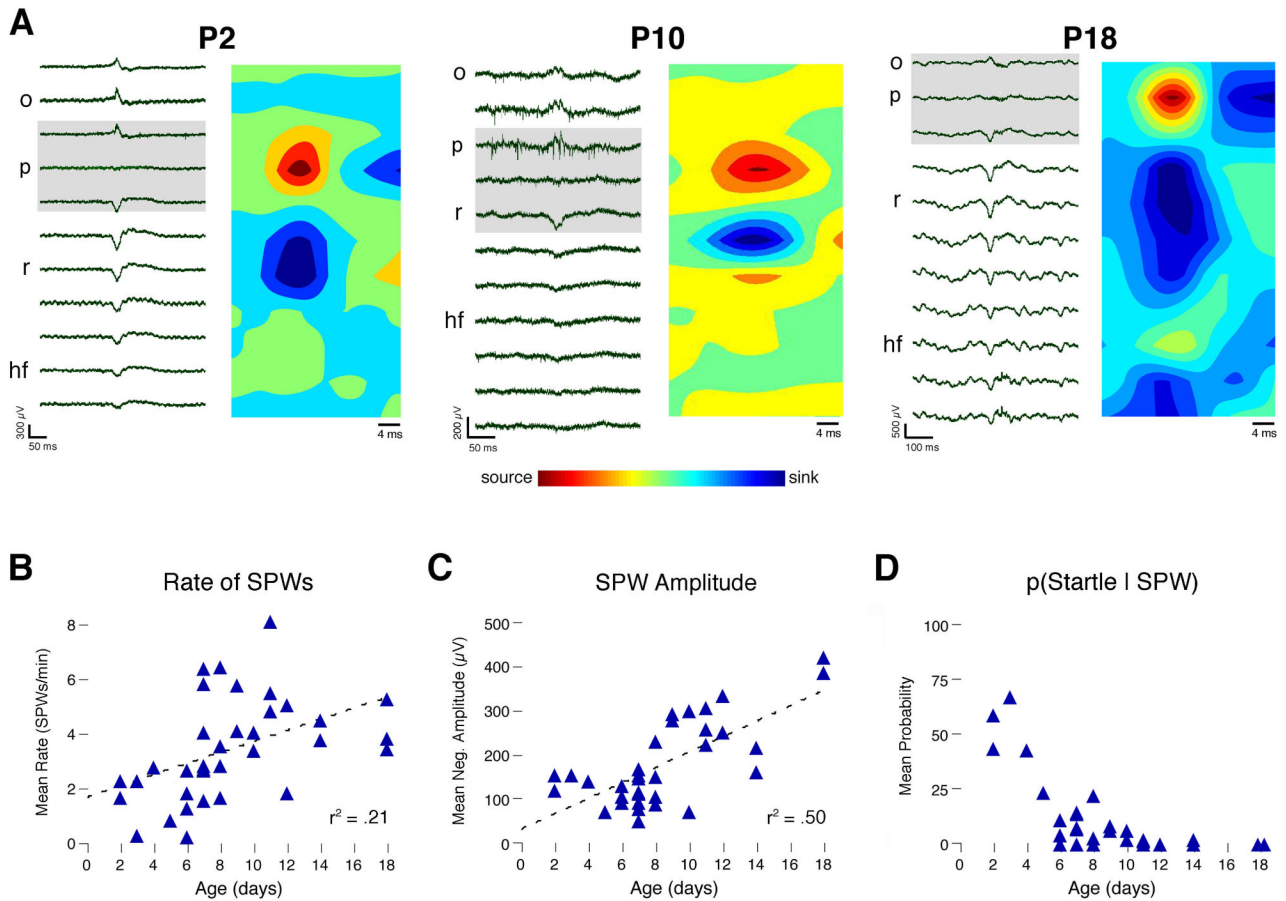 A
P2
P10
P18
o
p
r
hf
300 µV
50 ms
4 ms
o
p
r
hf
200 µV
50 ms
4 ms
o
p
r
hf
500 µV
100 ms
4 ms
source sink
B
Rate of SPWs
Mean Rate (SPWs/min)
8
6
4
2
0
r² = .21
0 2 4 6 8 10 12 14 16 18
Age (days)
C
SPW Amplitude
Mean Neg. Amplitude (µV)
500
400
300
200
100
0
r² = .50
0 2 4 6 8 10 12 14 16 18
Age (days)
D
p(Startle | SPW)
Mean Probability
100
75
50
25
0
0 2 4 6 8 10 12 14 16 18
Age (days)